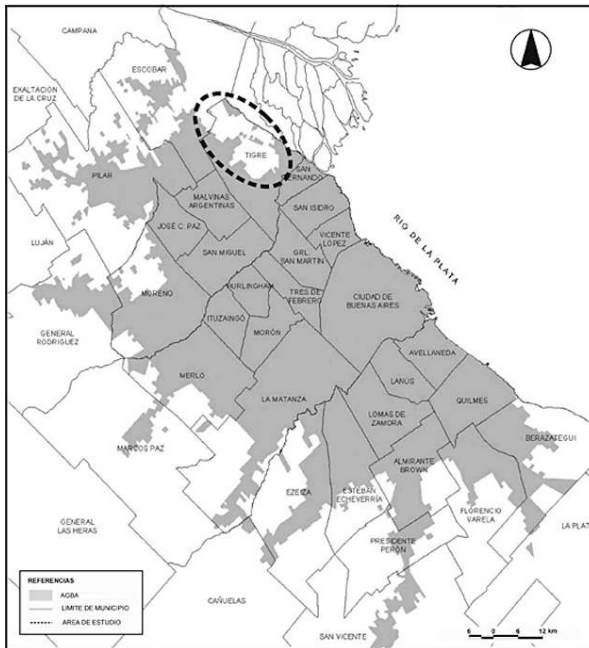 CAMPANA
ESCOBAR
EXALTACIÓN
DE LA CRUZ
TIGRE
PILAR
SAN
FERNANDO
MALVINAS
ARGENTINAS
SAN ISIDRO
JOSÉ C. PAZ
VICENTE
LÓPEZ
RIO DE LA PLATA
LUJÁN
SAN MIGUEL
GRL.
SAN MARTIN
HURLINGHAM
TRES DE
FEBRERO
MORENO
CIUDAD DE
BUENOS AIRES
ITUZAINGÓ
GENERAL
RODRIGUEZ
MORÓN
AVELLANEDA
MERLO
LANÚS
LA MATANZA
QUILMES
LOMAS DE
ZAMORA
BERAZATEGUI
MARCOS PAZ
ALMIRANTE
BROWN
EZEIZA
ESTEBAN
ECHEVERRÍA
FLORENCIO
VARELA
GENERAL
LAS HERAS
LA PLAT
PRESIDENTE
PERÓN
REFERENCIAS
AGBA
LIMITE DE MUNICIPIO
AREA DE ESTUDIO
CAÑUELAS
SAN VICENTE
6 0 6 12 km